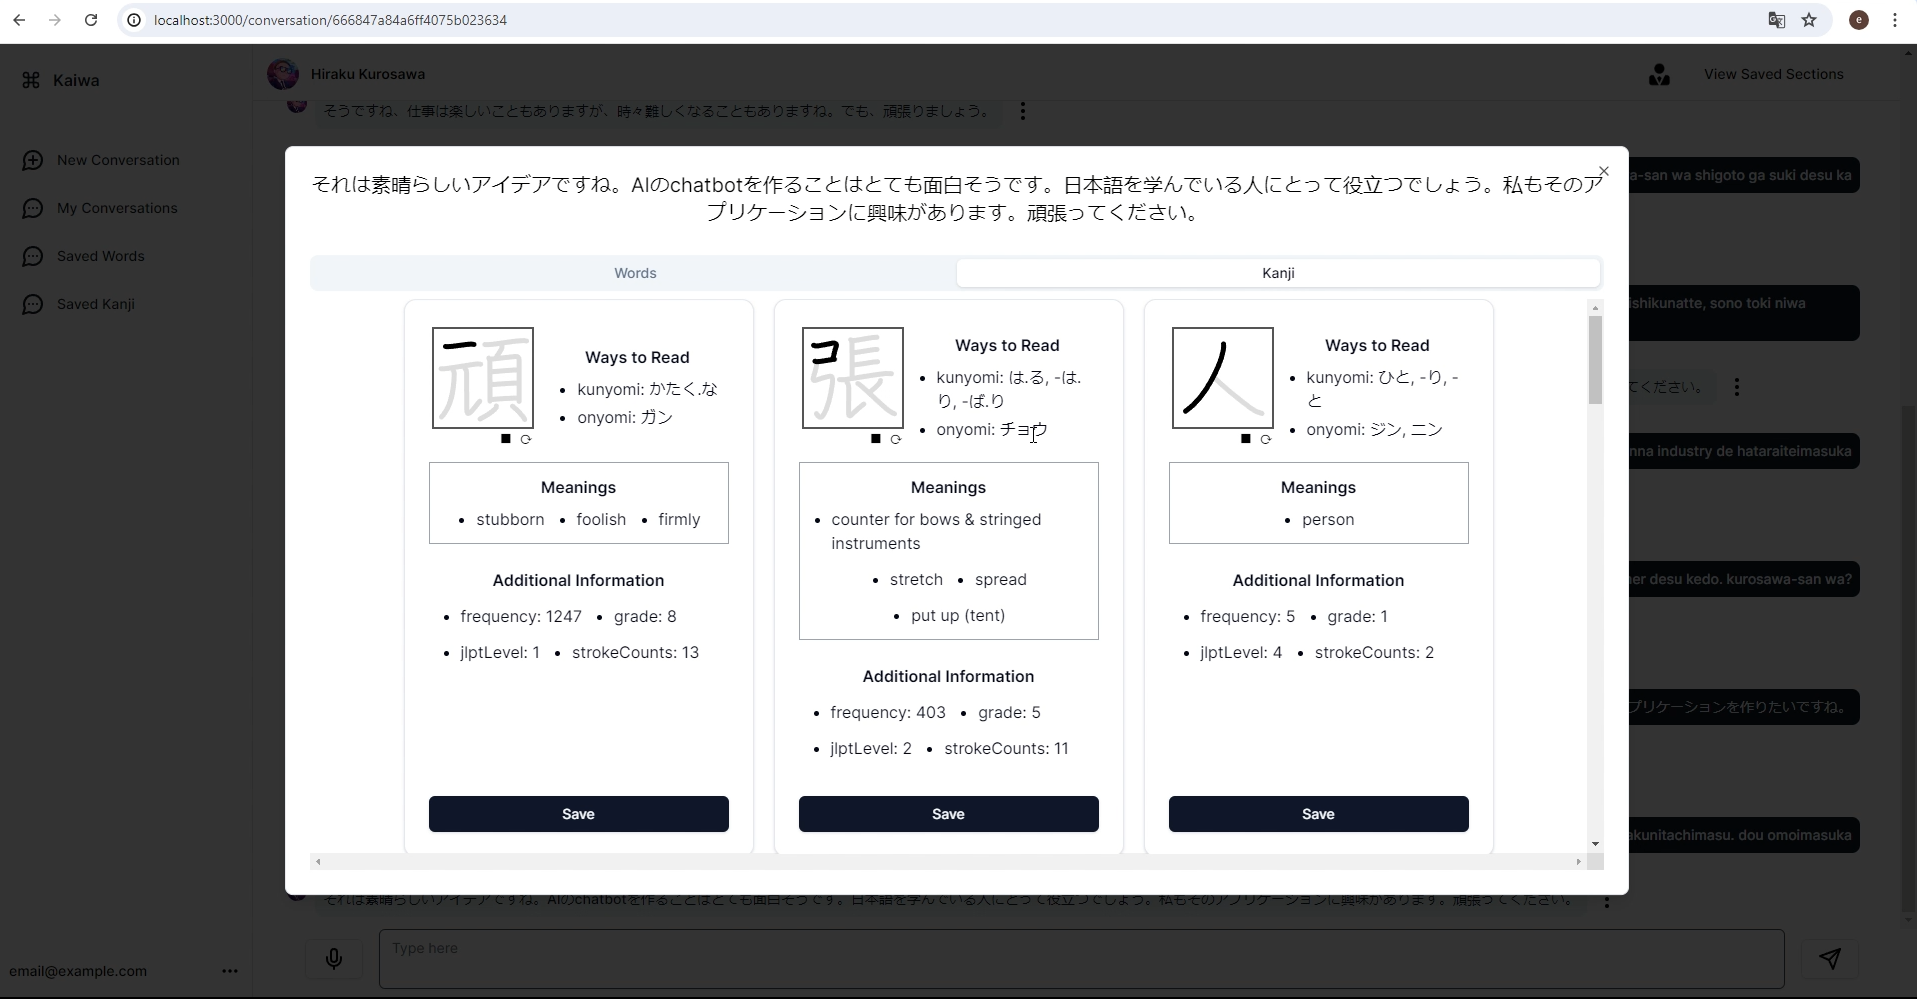 localhost:3000/conversation/666847a84a6ff4075b023634
e
Kaiwa
New Conversation
My Conversations
Saved Words
Saved Kanji
email@example.com
Hiraku Kurosawa
View Saved Sections
そうですね、仕事は楽しいこともありますが、時々難しくなることもありますね。でも、頑張りましょう。
a-san wa shigoto ga suki desu ka
ishikunatte, sono toki niwa
てください。
nna industry de hataraiteimasuka
ner desu kedo. kurosawa-san wa?
プリケーションを作りたいですね。
akunitachimasu. dou omoimasuka
それは素晴らしいアイデアですね。AIのchatbotを作ることはとても面白そうです。日本語を学んでいる人にとって役立つでしょう。私もそのア
プリケーションに興味があります。頑張ってください。
Words
Kanji
頑
Ways to Read
kunyomi: かたく.な
onyomi: ガン
Meanings
stubborn • foolish • firmly
Additional Information
frequency: 1247 • grade: 8
jlptLevel: 1 • strokeCounts: 13
Save
張
Ways to Read
kunyomi: は.る, -は.
り, -ば.り
onyomi: チョウ
Meanings
counter for bows & stringed
instruments
stretch • spread
put up (tent)
Additional Information
frequency: 403 • grade: 5
jlptLevel: 2 • strokeCounts: 11
Save
人
Ways to Read
kunyomi: ひと, -り, -
と
onyomi: ジン, ニン
Meanings
person
Additional Information
frequency: 5 • grade: 1
jlptLevel: 4 • strokeCounts: 2
Save
それは素晴らしいアイデアですね。AIのchatbotを作ることはとても面白そうです。日本語を学んでいる人にとって役立つでしょう。私もそのアプリケーションに興味があります。頑張ってください。
Type here